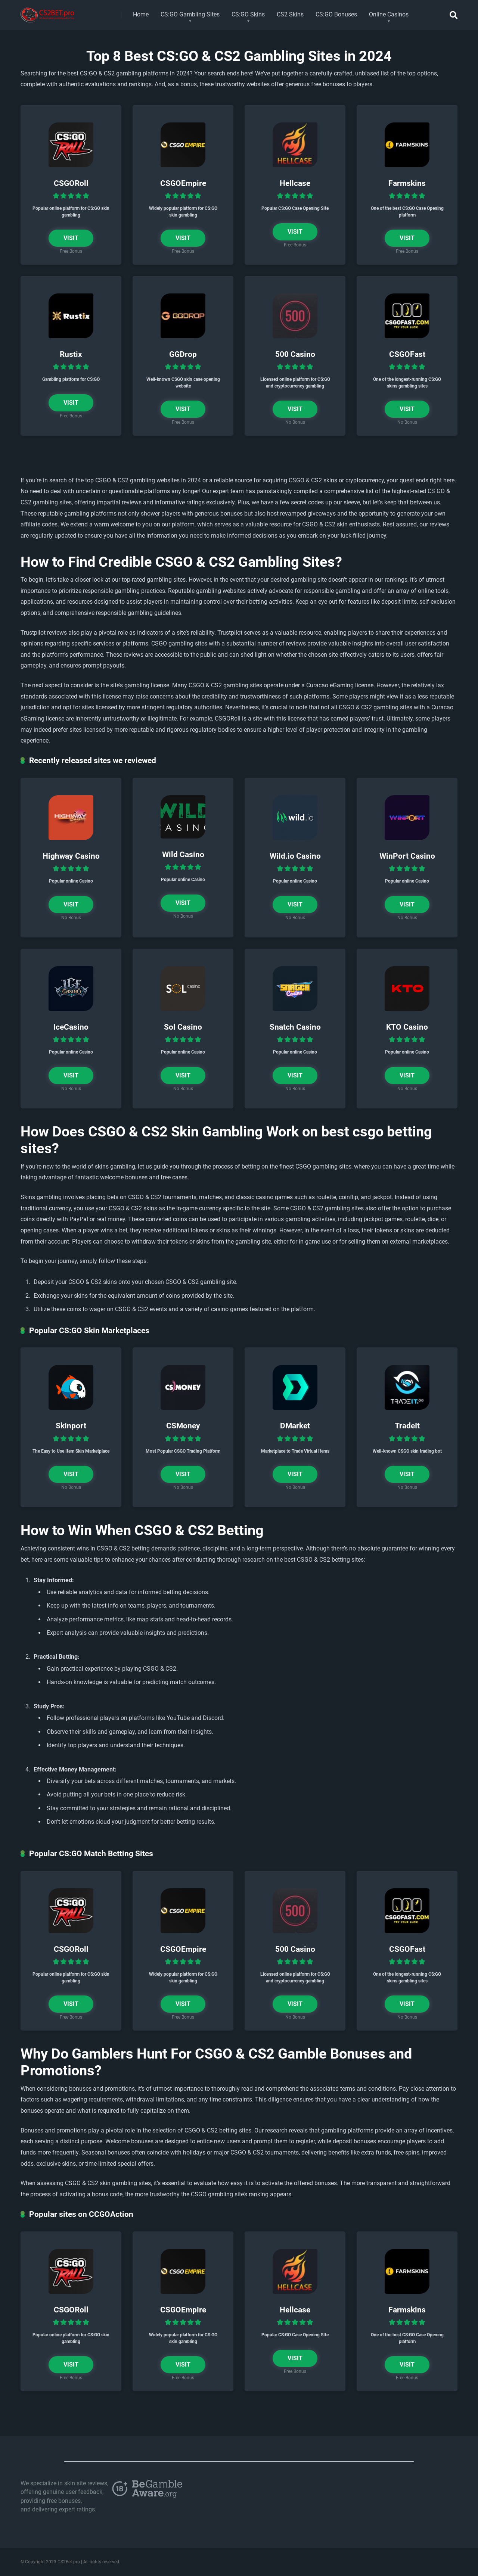 CS2BET.pro
Home CS:GO Gambling Sites CS:GO Skins CS2 Skins CS:GO Bonuses Online Casinos
Top 8 Best CS:GO & CS2 Gambling Sites in 2024
Searching for the best CS:GO & CS2 gambling platforms in 2024? Your search ends here! We've put together a carefully crafted, unbiased list of the top options,
complete with authentic evaluations and rankings. And, as a bonus, these trustworthy websites offer generous free bonuses to players.
CS:GO ROLL
CSGOEMPIRE
HELLCASE
FARMSKINS
CSGORoll
CSGOEmpire
Hellcase
Farmskins
Popular online platform for CS:GO skin gambling
Widely popular platform for CS:GO skin gambling
Popular CS:GO Case Opening Site
One of the best CS:GO Case Opening platform
VISIT VISIT VISIT VISIT
Free Bonus Free Bonus Free Bonus Free Bonus
Rustix
GGDROP
500
CSGOFAST.COM
Rustix
GGDrop
500 Casino
CSGOFast
Gambling platform for CS:GO
Well-known CSGO skin case opening website
Licensed online platform for CS:GO and cryptocurrency gambling
One of the longest-running CS:GO skins gambling sites
VISIT VISIT VISIT VISIT
Free Bonus Free Bonus No Bonus No Bonus
If you're in search of the top CSGO & CS2 gambling websites in 2024 or a reliable source for acquiring CSGO & CS2 skins or cryptocurrency, your quest ends right here.
No need to deal with uncertain or questionable platforms any longer! Our expert team has painstakingly compiled a comprehensive list of the highest-rated CS GO &
CS2 gambling sites, offering impartial reviews and informative ratings exclusively. Plus, we have a few secret codes up our sleeve, but let's keep that between us.
These reputable gambling platforms not only shower players with generous bonuses but also host revamped giveaways and the opportunity to generate your own
affiliate codes. We extend a warm welcome to you on our platform, which serves as a valuable resource for CSGO & CS2 skin enthusiasts. Rest assured, our reviews
are regularly updated to ensure you have all the information you need to make informed decisions as you embark on your luck-filled journey.
How to Find Credible CSGO & CS2 Gambling Sites?
To begin, let's take a closer look at our top-rated gambling sites. However, in the event that your desired gambling site doesn't appear in our rankings, it's of utmost
importance to prioritize responsible gambling practices. Reputable gambling websites actively advocate for responsible gambling and offer an array of online tools,
applications, and resources designed to assist players in maintaining control over their betting activities. Keep an eye out for features like deposit limits, self-exclusion
options, and comprehensive responsible gambling guidelines.
Trustpilot reviews also play a pivotal role as indicators of a site's reliability. Trustpilot serves as a valuable resource, enabling players to share their experiences and
opinions regarding specific services or platforms. CSGO gambling sites with a substantial number of reviews provide valuable insights into overall user satisfaction
and the platform's performance. These reviews are accessible to the public and can shed light on whether the chosen site effectively caters to its users, offers fair
gameplay, and ensures prompt payouts.
The next aspect to consider is the site's gambling license. Many CSGO & CS2 gambling sites operate under a Curacao eGaming license. However, the relatively lax
standards associated with this license may raise concerns about the credibility and trustworthiness of such platforms. Some players might view it as a less reputable
jurisdiction and opt for sites licensed by more stringent regulatory authorities. Nevertheless, it's crucial to note that not all CSGO & CS2 gambling sites with a Curacao
eGaming license are inherently untrustworthy or illegitimate. For example, CSGORoll is a site with this license that has earned players' trust. Ultimately, some players
may indeed prefer sites licensed by more reputable and rigorous regulatory bodies to ensure a higher level of player protection and integrity in the gambling
experience.
Recently released sites we reviewed
HIGHWAY
WILD CASINO
wild.io
WINPORT
Highway Casino
Wild Casino
Wild.io Casino
WinPort Casino
Popular online Casino Popular online Casino Popular online Casino Popular online Casino
VISIT VISIT VISIT VISIT
No Bonus No Bonus No Bonus No Bonus
ICE
SOL casino
SNATCH Casino
KTO
IceCasino
Sol Casino
Snatch Casino
KTO Casino
Popular online Casino Popular online Casino Popular online Casino Popular online Casino
VISIT VISIT VISIT VISIT
No Bonus No Bonus No Bonus No Bonus
How Does CSGO & CS2 Skin Gambling Work on best csgo betting
sites?
If you're new to the world of skins gambling, let us guide you through the process of betting on the finest CSGO gambling sites, where you can have a great time while
taking advantage of fantastic welcome bonuses and free cases.
Skins gambling involves placing bets on CSGO & CS2 tournaments, matches, and classic casino games such as roulette, coinflip, and jackpot. Instead of using
traditional currency, you use your CSGO & CS2 skins as the in-game currency specific to the site. Some CSGO & CS2 gambling sites also offer the option to purchase
coins directly with PayPal or real money. These converted coins can be used to participate in various gambling activities, including jackpot games, roulette, dice, or
opening cases. When a player wins a bet, they receive additional tokens or skins as their winnings. However, in the event of a loss, their tokens or skins are deducted
from their account. Players can choose to withdraw their tokens or skins from the gambling site, either for in-game use or for selling them on external marketplaces.
To begin your journey, simply follow these steps:
1. Deposit your CSGO & CS2 skins onto your chosen CSGO & CS2 gambling site.
2. Exchange your skins for the equivalent amount of coins provided by the site.
3. Utilize these coins to wager on CSGO & CS2 events and a variety of casino games featured on the platform.
Popular CS:GO Skin Marketplaces
CS.MONEY
TRADEIT.GG
Skinport
CSMoney
DMarket
TradeIt
The Easy to Use Item Skin Marketplace
Most Popular CSGO Trading Platform
Marketplace to Trade Virtual Items
Well-known CSGO skin trading bot
VISIT VISIT VISIT VISIT
No Bonus No Bonus No Bonus No Bonus
How to Win When CSGO & CS2 Betting
Achieving consistent wins in CSGO & CS2 betting demands patience, discipline, and a long-term perspective. Although there's no absolute guarantee for winning every
bet, here are some valuable tips to enhance your chances after conducting thorough research on the best CSGO & CS2 betting sites:
1. Stay Informed:
• Use reliable analytics and data for informed betting decisions.
• Keep up with the latest info on teams, players, and tournaments.
• Analyze performance metrics, like map stats and head-to-head records.
• Expert analysis can provide valuable insights and predictions.
2. Practical Betting:
• Gain practical experience by playing CSGO & CS2.
• Hands-on knowledge is valuable for predicting match outcomes.
3. Study Pros:
• Follow professional players on platforms like YouTube and Discord.
• Observe their skills and gameplay, and learn from their insights.
• Identify top players and understand their techniques.
4. Effective Money Management:
• Diversify your bets across different matches, tournaments, and markets.
• Avoid putting all your bets in one place to reduce risk.
• Stay committed to your strategies and remain rational and disciplined.
• Don't let emotions cloud your judgment for better betting results.
Popular CS:GO Match Betting Sites
CS:GO ROLL
CSGOEMPIRE
500
CSGOFAST.COM
CSGORoll
CSGOEmpire
500 Casino
CSGOFast
Popular online platform for CS:GO skin gambling
Widely popular platform for CS:GO skin gambling
Licensed online platform for CS:GO and cryptocurrency gambling
One of the longest-running CS:GO skins gambling sites
VISIT VISIT VISIT VISIT
Free Bonus Free Bonus No Bonus No Bonus
Why Do Gamblers Hunt For CSGO & CS2 Gamble Bonuses and
Promotions?
When considering bonuses and promotions, it's of utmost importance to thoroughly read and comprehend the associated terms and conditions. Pay close attention to
factors such as wagering requirements, withdrawal limitations, and any time constraints. This diligence ensures that you have a clear understanding of how the
bonuses operate and what is required to fully capitalize on them.
Bonuses and promotions play a pivotal role in the selection of CSGO & CS2 betting sites. Our research reveals that gambling platforms provide an array of incentives,
each serving a distinct purpose. Welcome bonuses are designed to entice new users and prompt them to register, while deposit bonuses encourage players to add
funds more frequently. Seasonal bonuses often coincide with holidays or major CSGO & CS2 tournaments, delivering benefits like extra funds, free spins, improved
odds, exclusive skins, or time-limited special offers.
When assessing CSGO & CS2 skin gambling sites, it's essential to evaluate how easy it is to activate the offered bonuses. The more transparent and straightforward
the process of activating a bonus code, the more trustworthy the CSGO gambling site's ranking appears.
Popular sites on CCGOAction
CS:GO ROLL
CSGOEMPIRE
HELLCASE
FARMSKINS
CSGORoll
CSGOEmpire
Hellcase
Farmskins
Popular online platform for CS:GO skin gambling
Widely popular platform for CS:GO skin gambling
Popular CS:GO Case Opening Site
One of the best CS:GO Case Opening platform
VISIT VISIT VISIT VISIT
Free Bonus Free Bonus Free Bonus Free Bonus
We specialize in skin site reviews,
offering genuine user feedback,
providing free bonuses,
and delivering expert ratings.
18+ BeGambleAware.org
© Copyright 2023 CS2Bet.pro | All rights reserved